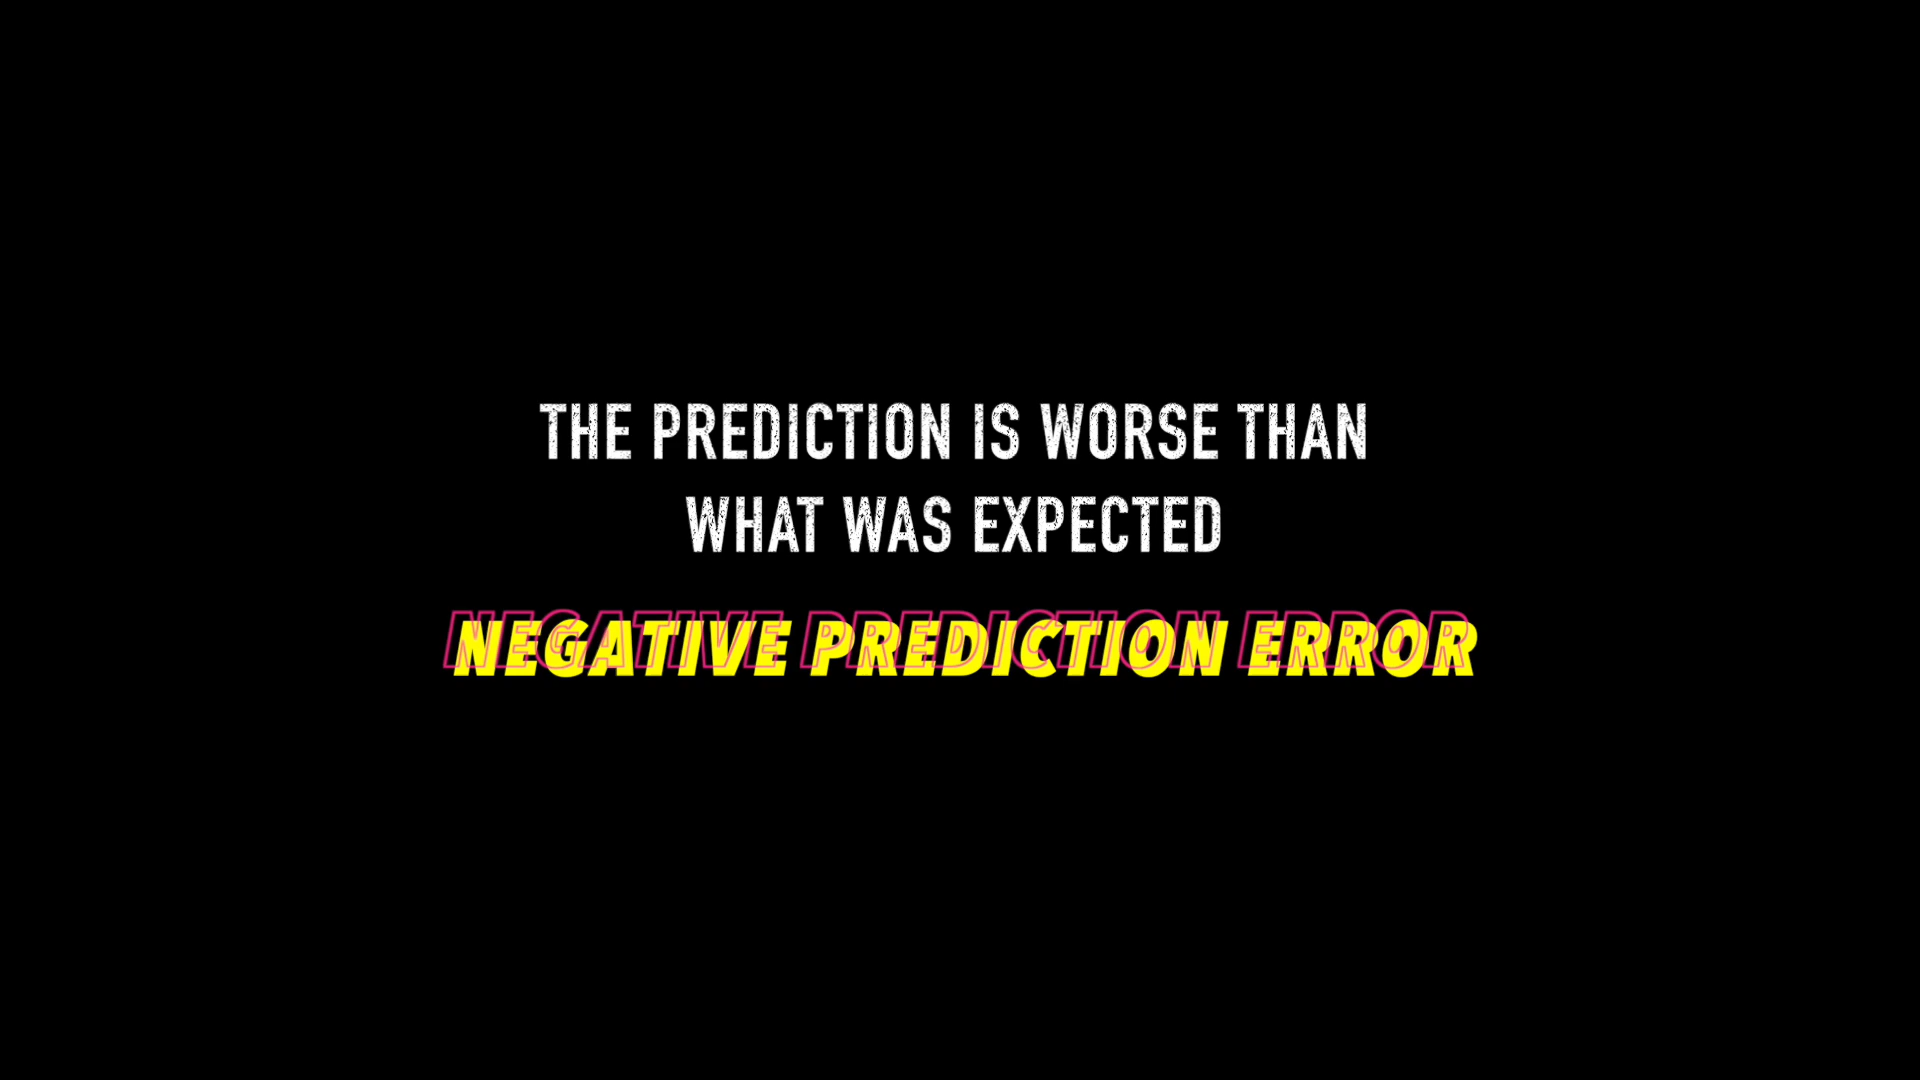 THE PREDICTION IS WORSE THAN
WHAT WAS EXPECTED
NEGATIVE PREDICTION ERROR